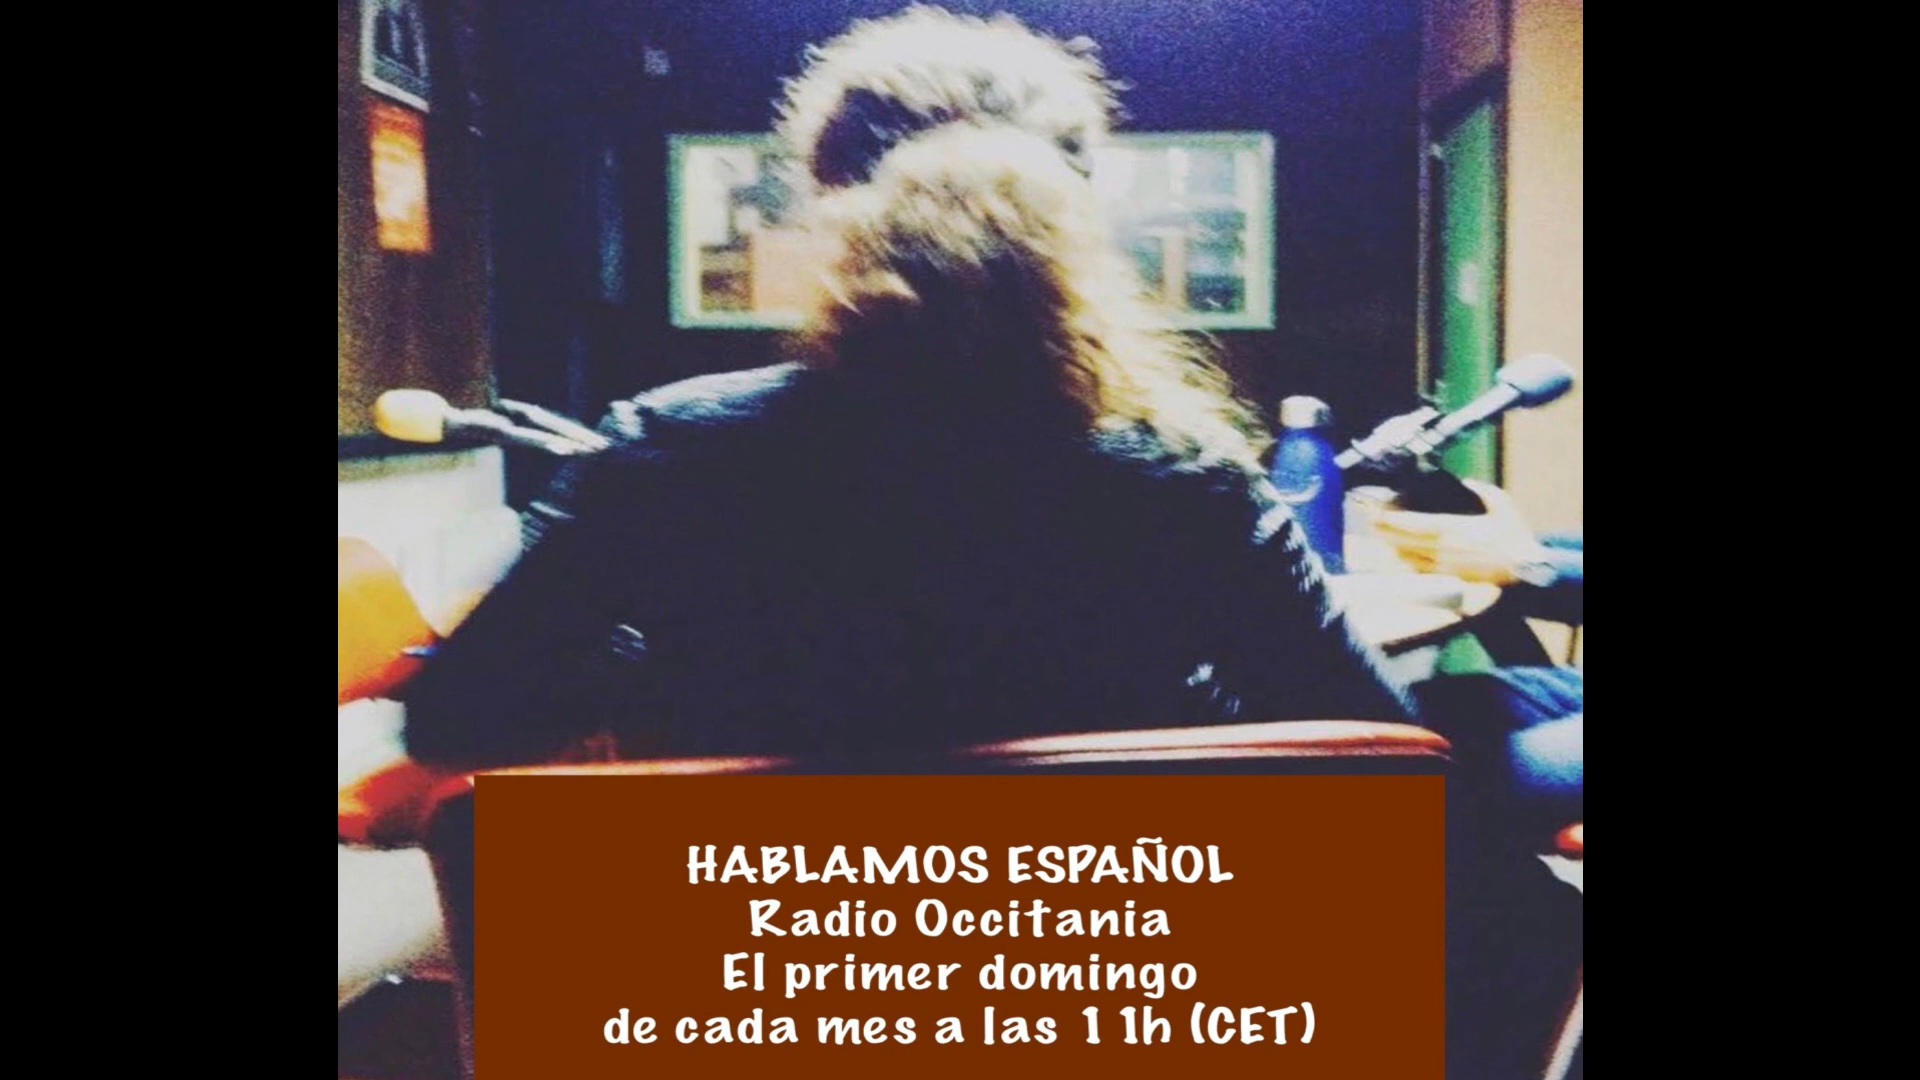 HABLAMOS ESPAÑOL
Radio Occitania
El primer domingo
de cada mes a las 11h (CET)